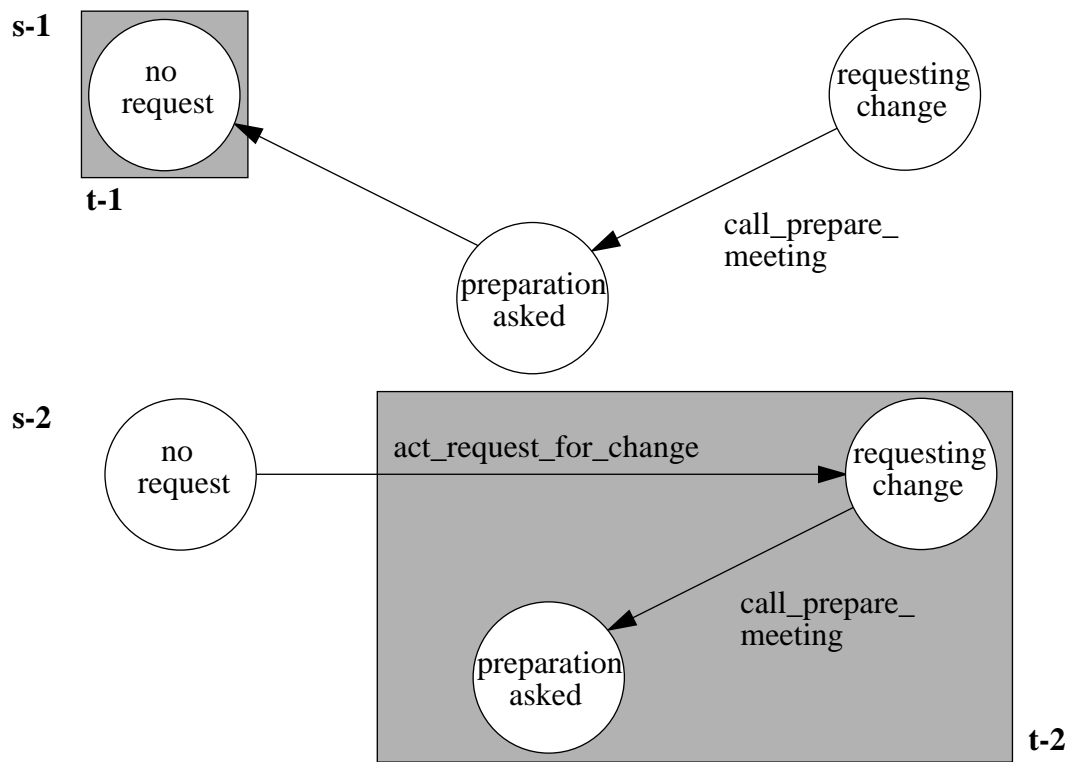 s-1
no
request
t-1
requesting
change
call_prepare_
meeting
preparation
asked
s-2
no
request
act_request_for_change
requesting
change
call_prepare_
meeting
preparation
asked
t-2